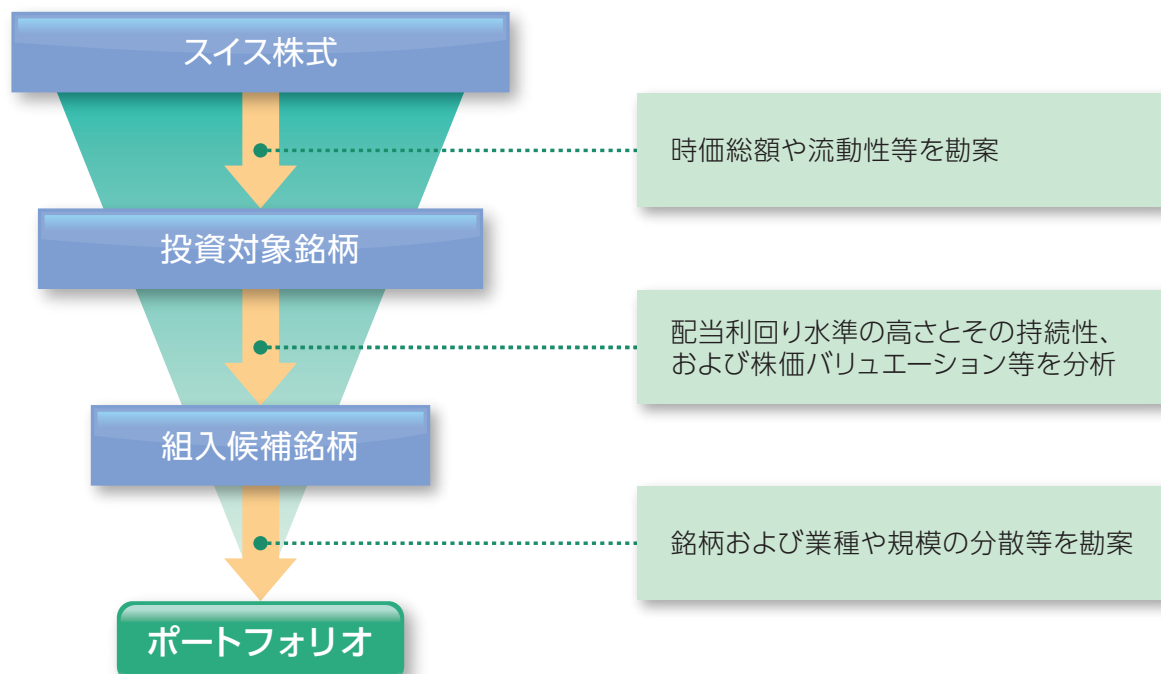 スイス株式
時価総額や流動性等を勘案
投資対象銘柄
配当利回り水準の高さとその持続性、
および株価バリュエーション等を分析
組入候補銘柄
銘柄および業種や規模の分散等を勘案
ポートフォリオ